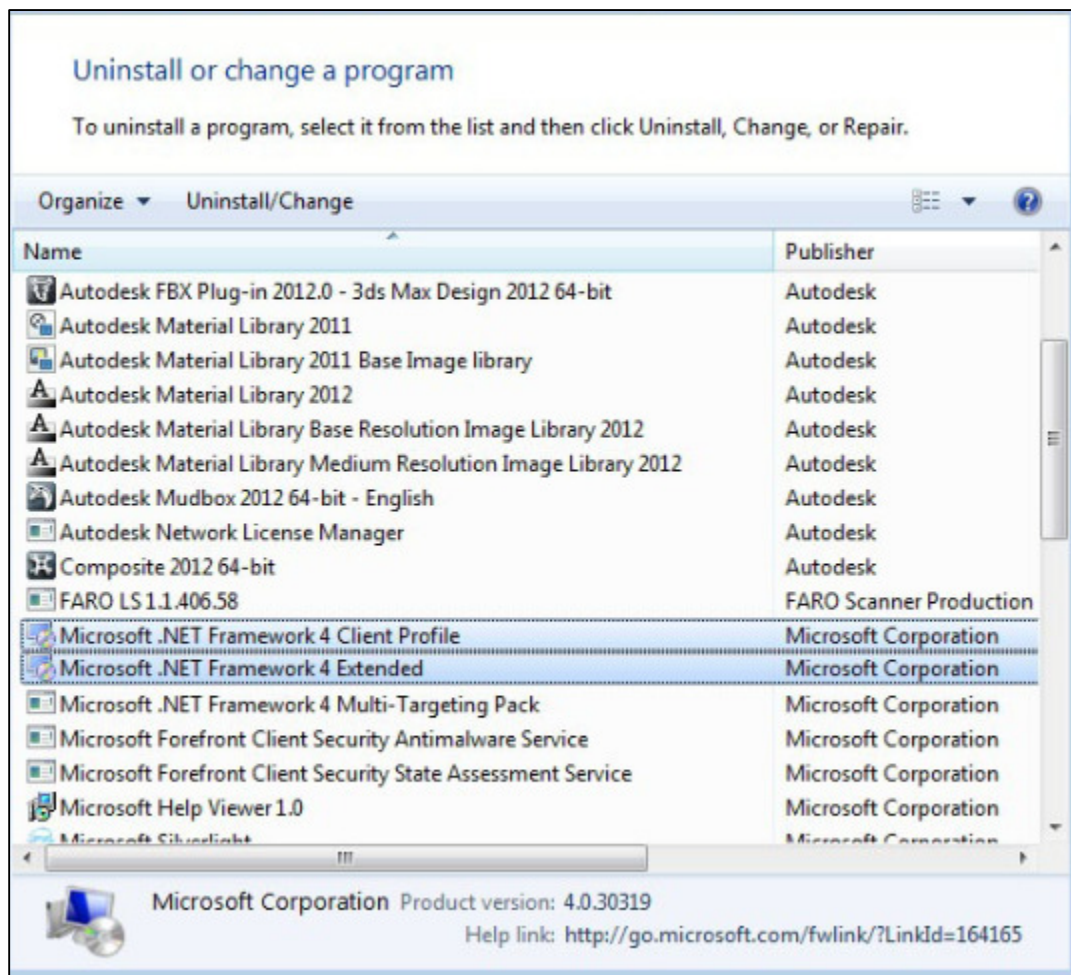 Uninstall or change a program
To uninstall a program, select it from the list and then click Uninstall, Change, or Repair.
Organize Uninstall/Change
Name Publisher
Autodesk FBX Plug-in 2012.0 - 3ds Max Design 2012 64-bit Autodesk
Autodesk Material Library 2011 Autodesk
Autodesk Material Library 2011 Base Image library Autodesk
Autodesk Material Library 2012 Autodesk
Autodesk Material Library Base Resolution Image Library 2012 Autodesk
Autodesk Material Library Medium Resolution Image Library 2012 Autodesk
Autodesk Mudbox 2012 64-bit - English Autodesk
Autodesk Network License Manager Autodesk
Composite 2012 64-bit Autodesk
FARO LS 1.1.406.58 FARO Scanner Production
Microsoft .NET Framework 4 Client Profile Microsoft Corporation
Microsoft .NET Framework 4 Extended Microsoft Corporation
Microsoft .NET Framework 4 Multi-Targeting Pack Microsoft Corporation
Microsoft Forefront Client Security Antimalware Service Microsoft Corporation
Microsoft Forefront Client Security State Assessment Service Microsoft Corporation
Microsoft Help Viewer 1.0 Microsoft Corporation
Microsoft Silverlight Microsoft Corporation
Microsoft Corporation Product version: 4.0.30319
Help link: http://go.microsoft.com/fwlink/?LinkId=164165